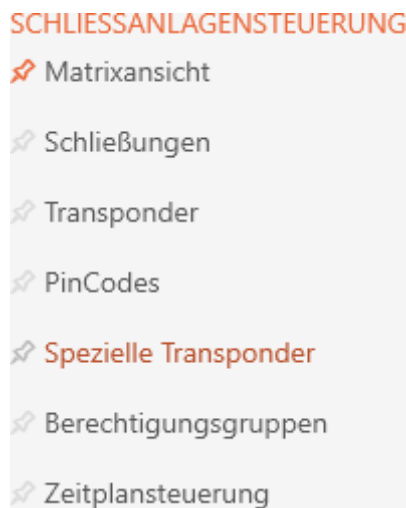 SCHLIESSANLAGENSTEUERUNG
Matrixansicht
Schließungen
Transponder
PinCodes
Spezielle Transponder
Berechtigungsgruppen
Zeitplansteuerung